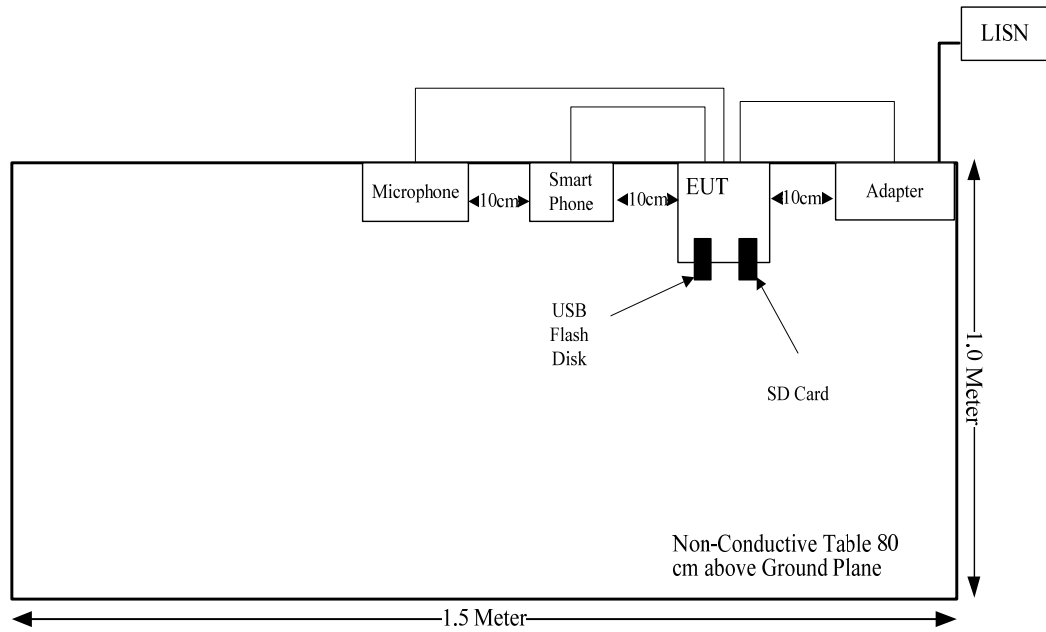 LISN
Microphone
10cm
Smart
Phone
10cm
EUT
10cm
Adapter
USB
Flash
Disk
SD Card
1.0 Meter
Non-Conductive Table 80
cm above Ground Plane
1.5 Meter